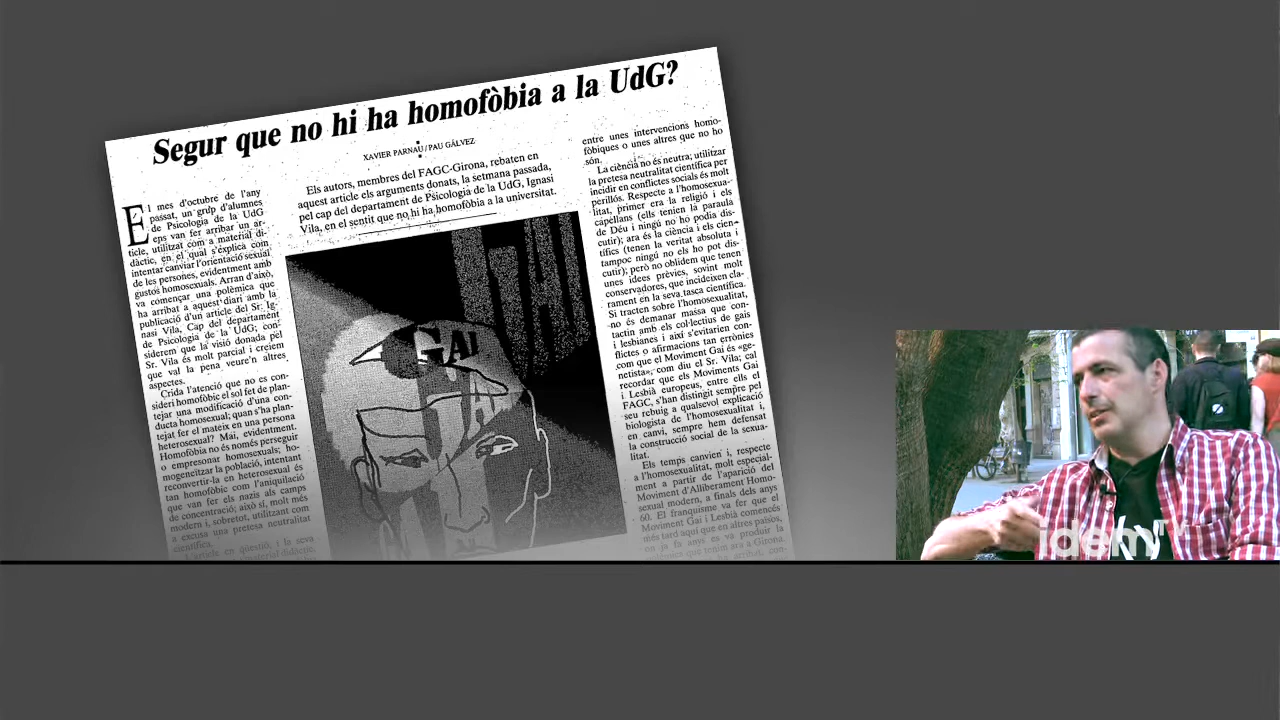 Segur que no hi ha homofòbia a la UdG?
XAVIER PARNAU/PAU GÁLVEZ
Els autors, membres del FAGC-Girona, rebaten en
aquest article els arguments donats, la setmana passada,
pel cap del departament de Psicologia de la UdG, Ignasi
Vila, en el sentit que no hi ha homofòbia a la universitat.
El mes d'octubre de l'any
passat, un grup d'alumnes
de Psicologia de la UdG
ens van fer arribar un ar-
ticle, utilitzat com a material di-
dàctic, en el qual s'explica com
intentar canviar l'orientació sexual
de les persones, evidentment amb
gustos homosexuals. Arran d'això,
va començar una polèmica que
ha arribat a aquest diari amb la
publicació d'un article del Sr. Ig-
nasi Vila, Cap del departament
de Psicologia de la UdG; con-
siderem que la visió donada pel
Sr. Vila és molt parcial i creiem
que val la pena veure'n altres
aspectes.
Crida l'atenció que no es con-
sideri homofòbic el sol fet de plan-
tejar una modificació d'una con-
ducta homosexual; quan s'ha plan-
tejat fer el mateix en una persona
heterosexual? Mai, evidentment.
Homofòbia no és només perseguir
o empresonar homosexuals; ho-
mogeneïtzar la població, intentant
reconvertir-la en heterosexual és
tan homofòbic com l'aniquilació
que van fer els nazis als camps
de concentració; això sí, molt més
modern i, sobretot, utilitzant com
a excusa una pretesa neutralitat
científica.
L'article en qüestió, i la seva
GAI
entre unes intervencions homo-
fòbiques o unes altres que no ho
són.
La ciència no és neutra; utilitzar
la pretesa neutralitat científica per
incidir en conflictes socials és molt
perillós. Respecte a l'homosexua-
litat, primer era la religió i els
capellans (ells tenien la paraula
de Déu i ningú no ho podia dis-
cutir); ara és la ciència i els cien-
tífics (tenen la veritat absoluta i
tampoc ningú no els ho pot dis-
cutir); però no oblidem que tenen
unes idees prèvies, sovint molt
conservadores, que incideixen cla-
rament en la seva tasca científica.
Si tracten sobre l'homosexualitat,
no és demanar massa que con-
tactin amb els col·lectius de gais
i lesbianes i així s'evitarien con-
flictes o afirmacions tan errònies
com que el Moviment Gai és «ge-
netista», com diu el Sr. Vila; cal
recordar que els Moviments Gai
i Lesbià europeus, entre ells el
FAGC, s'han distingit sempre pel
seu rebuig a qualsevol explicació
biologista de l'homosexualitat i,
en canvi, sempre hem defensat
la construcció social de la sexua-
litat.
Els temps canvien i, respecte
a l'homosexualitat, molt especial-
ment a partir de l'aparició del
Moviment d'Alliberament Homo-
sexual modern, a finals dels anys
60. El franquisme va fer que el
Moviment Gai i Lesbià comencés
més tard aquí que en altres països,
idemTV